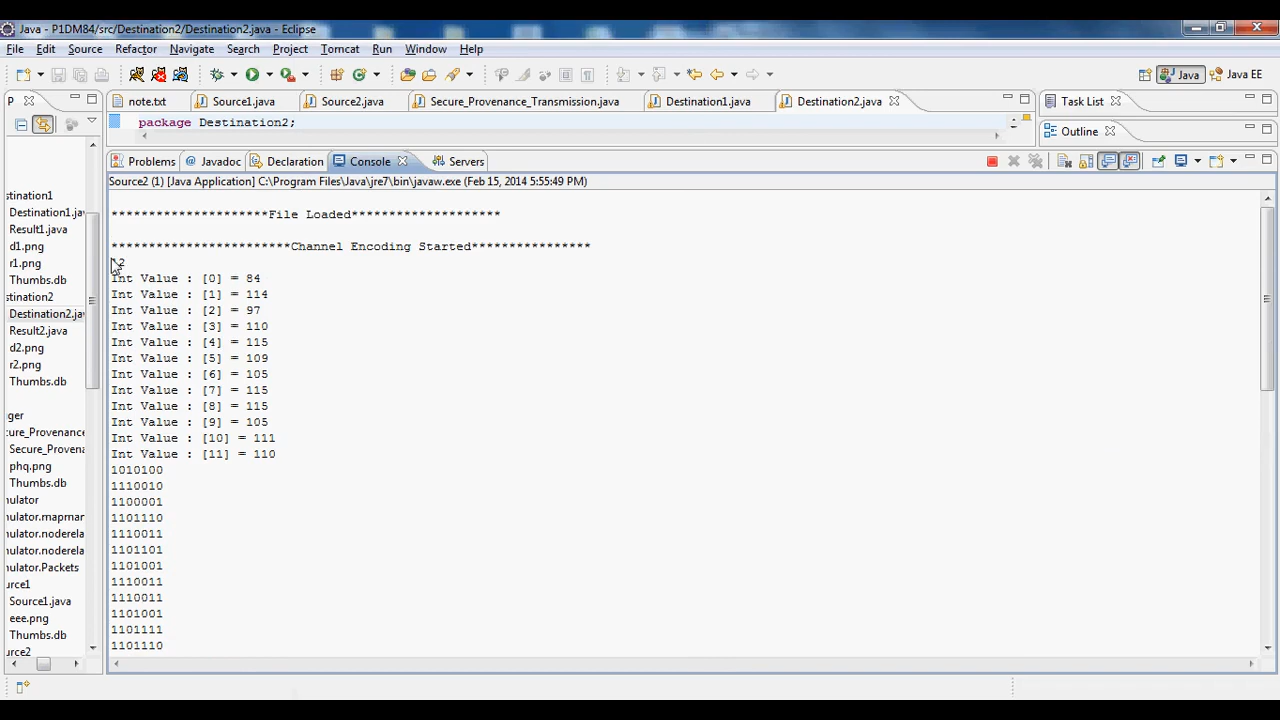 Java - P1DM84/src/Destination2/Destination2.java - Eclipse
File Edit Source Refactor Navigate Search Project Tomcat Run Window Help
Java Java EE
P note.txt Source1.java Source2.java Secure_Provenance_Transmission.java Destination1.java Destination2.java Task List
package Destination2;
Outline
Problems @ Javadoc Declaration Console Servers
Source2 (1) [Java Application] C:\Program Files\Java\jre7\bin\javaw.exe (Feb 15, 2014 5:55:49 PM)
stination1
Destination1.jav
Result1.java
d1.png
r1.png
Thumbs.db
stination2
Destination2.jav
Result2.java
d2.png
r2.png
Thumbs.db
ger
cure_Provenance
Secure_Provena
phq.png
Thumbs.db
nulator
nulator.mapman
nulator.noderela
nulator.noderela
nulator.Packets
urce1
Source1.java
eee.png
Thumbs.db
urce2
*********************File Loaded********************
************************Channel Encoding Started****************
Int Value : [0] = 84
Int Value : [1] = 114
Int Value : [2] = 97
Int Value : [3] = 110
Int Value : [4] = 115
Int Value : [5] = 109
Int Value : [6] = 105
Int Value : [7] = 115
Int Value : [8] = 115
Int Value : [9] = 105
Int Value : [10] = 111
Int Value : [11] = 110
1010100
1110010
1100001
1101110
1110011
1101101
1101001
1110011
1110011
1101001
1101111
1101110